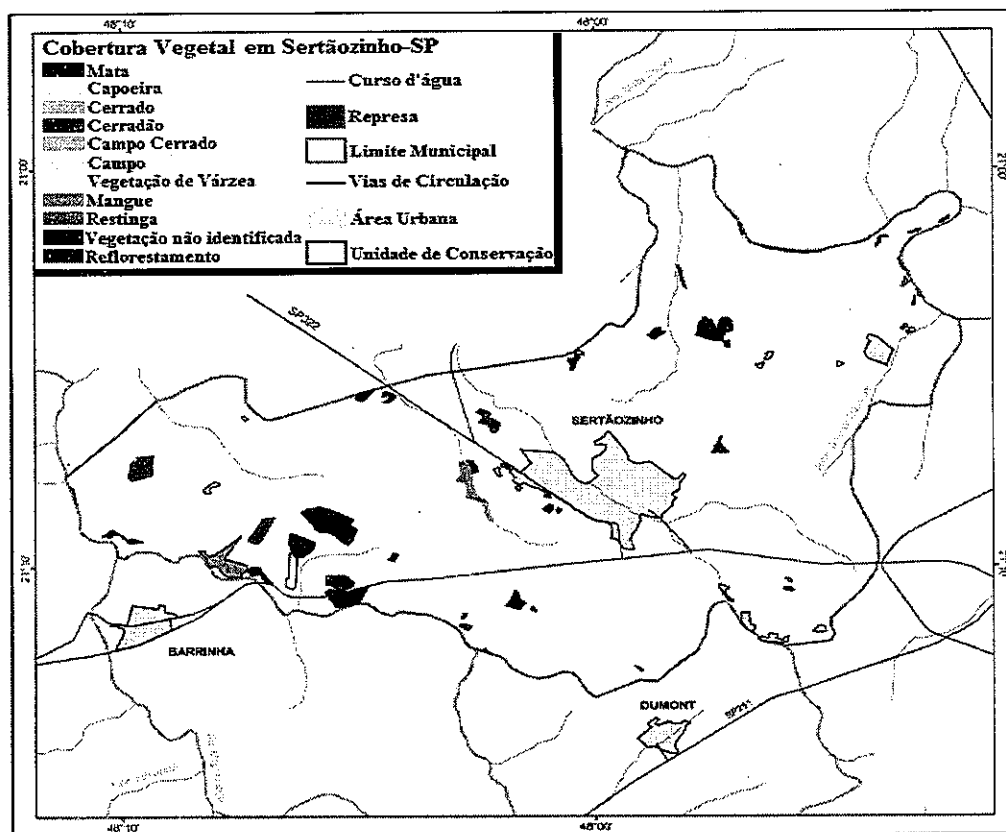 48°10'
48°00'
Cobertura Vegetal em Sertãozinho-SP
Mata
Capoeira
Cerrado
Cerradão
Campo Cerrado
Campo
Vegetação de Várzea
Mangue
Restinga
Vegetação não identificada
Reflorestamento
Curso d'água
Represa
Limite Municipal
Vias de Circulação
Área Urbana
Unidade de Conservação
21°00'
21°00'
SP322
SERTÃOZINHO
21°10'
BARRINHA
DUMONT
48°10'
48°00'